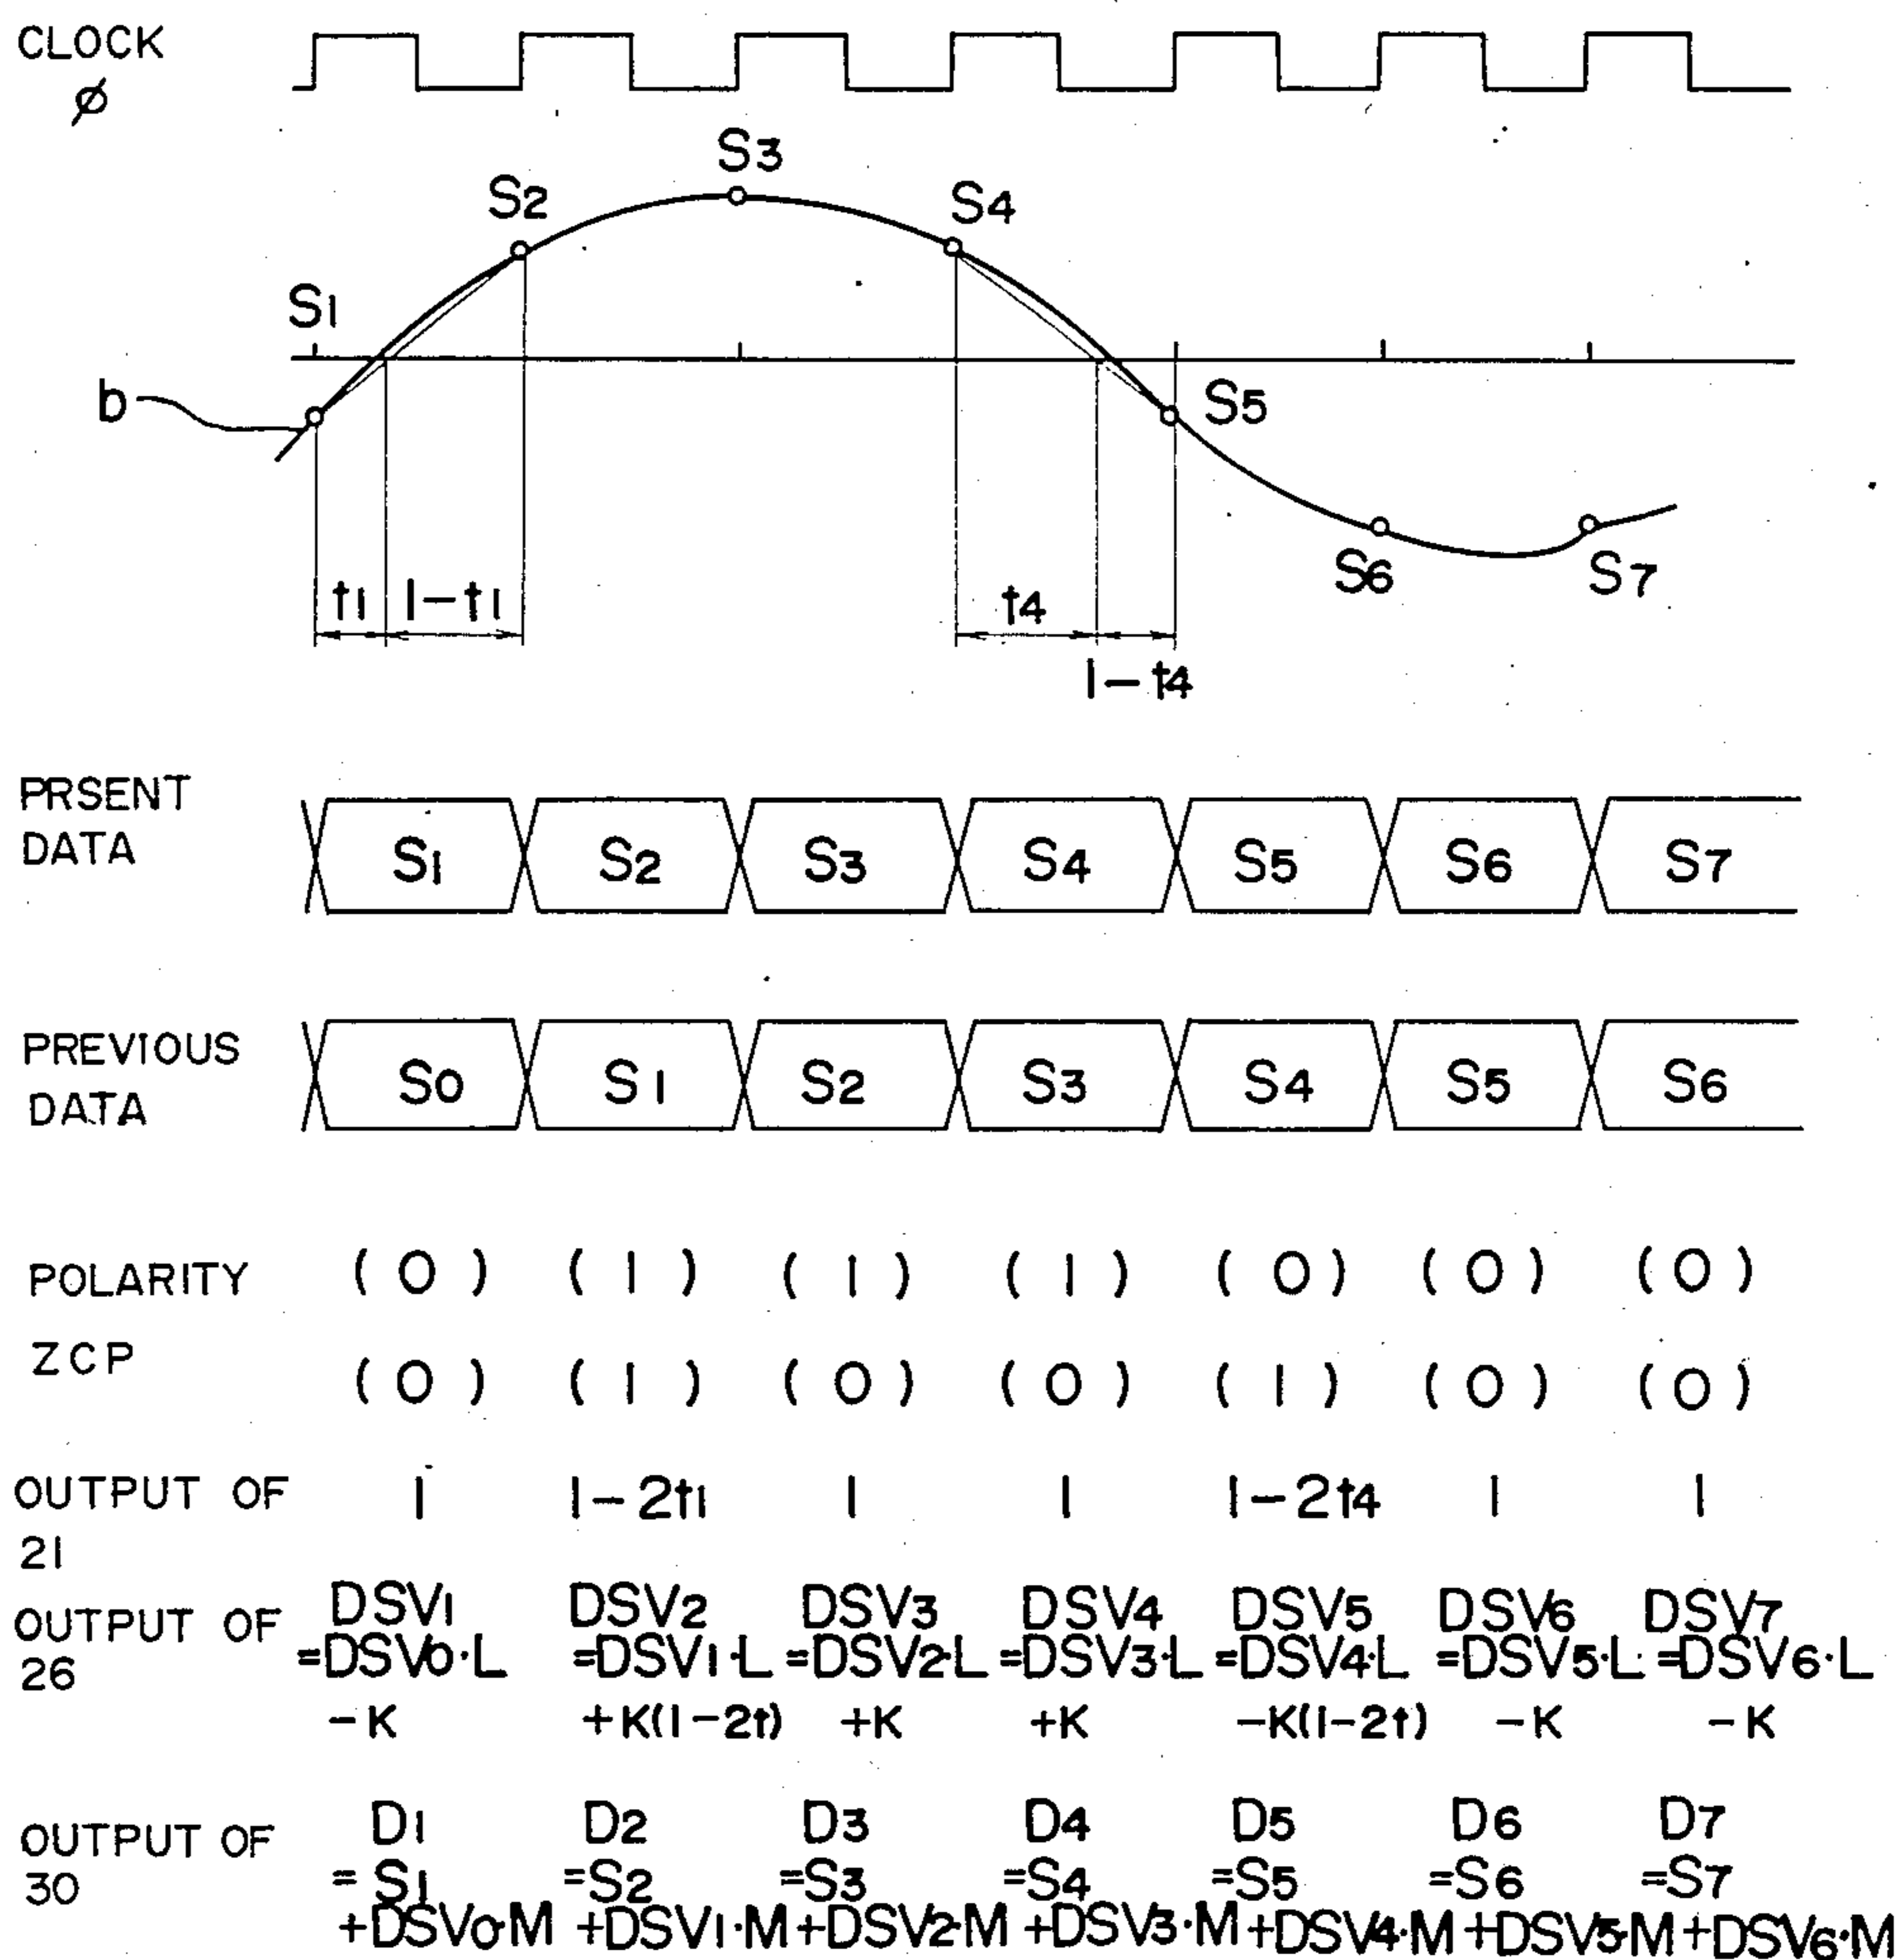 CLOCK
ø
S3
S2
S4
S1
b
S5
S6
S7
t1
1-t1
t4
1-t4
PRSENT
DATA
S1 S2 S3 S4 S5 S6 S7
PREVIOUS
DATA
S0 S1 S2 S3 S4 S5 S6
POLARITY (0) (1) (1) (1) (0) (0) (0)
ZCP (0) (1) (0) (0) (1) (0) (0)
OUTPUT OF 1 1-2t1 1 1 1-2t4 1 1
21
DSV1 DSV2 DSV3 DSV4 DSV5 DSV6 DSV7
OUTPUT OF =DSV0·L =DSV1·L =DSV2·L =DSV3·L =DSV4·L =DSV5·L =DSV6·L
26
-K +K(1-2t) +K +K -K(1-2t) -K -K
D1 D2 D3 D4 D5 D6 D7
OUTPUT OF
30 =S1 =S2 =S3 =S4 =S5 =S6 =S7
+DSV0·M +DSV1·M +DSV2·M +DSV3·M +DSV4·M +DSV5·M +DSV6·M